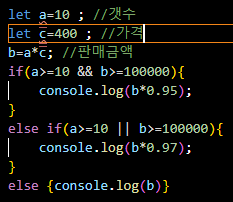 let a=10 ; //갯수
let c=400 ; //가격
b=a*c; //판매금액
if(a>=10 && b>=100000){
console.log(b*0.95);
}
else if(a>=10 || b>=100000){
console.log(b*0.97);
}
else {console.log(b)}